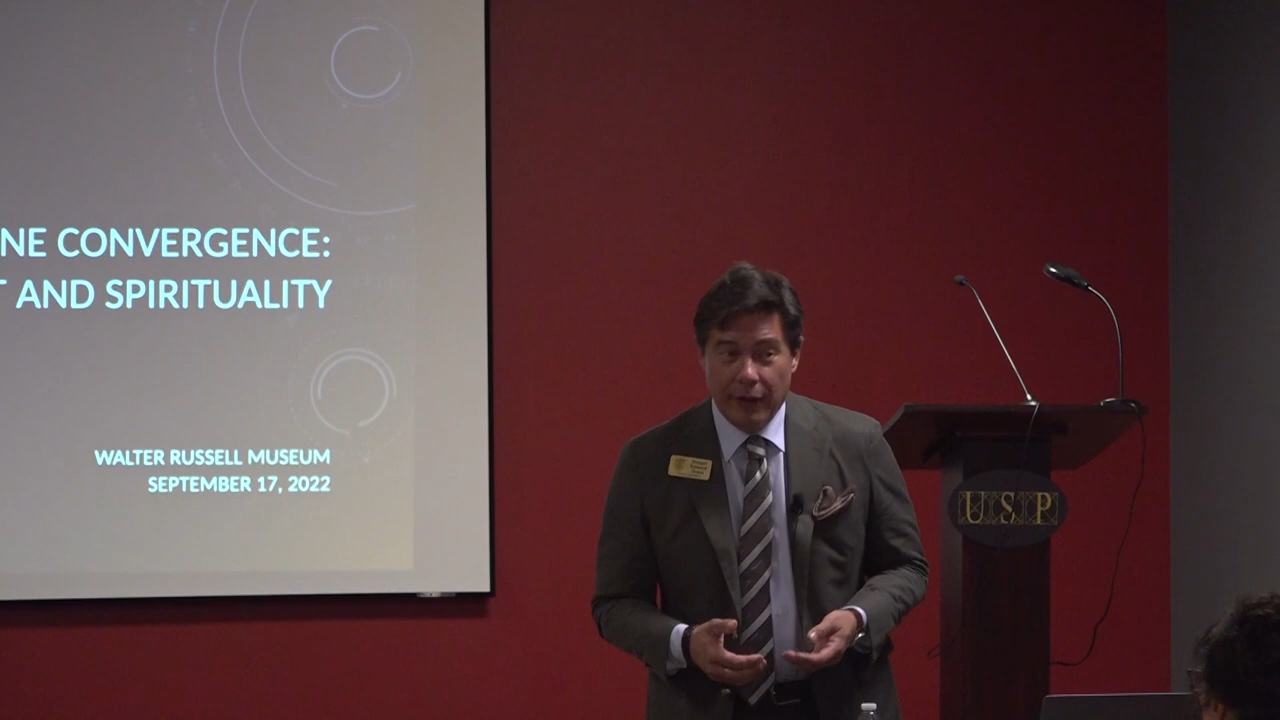 NE CONVERGENCE:
AND SPIRITUALITY
WALTER RUSSELL MUSEUM
SEPTEMBER 17, 2022
USP